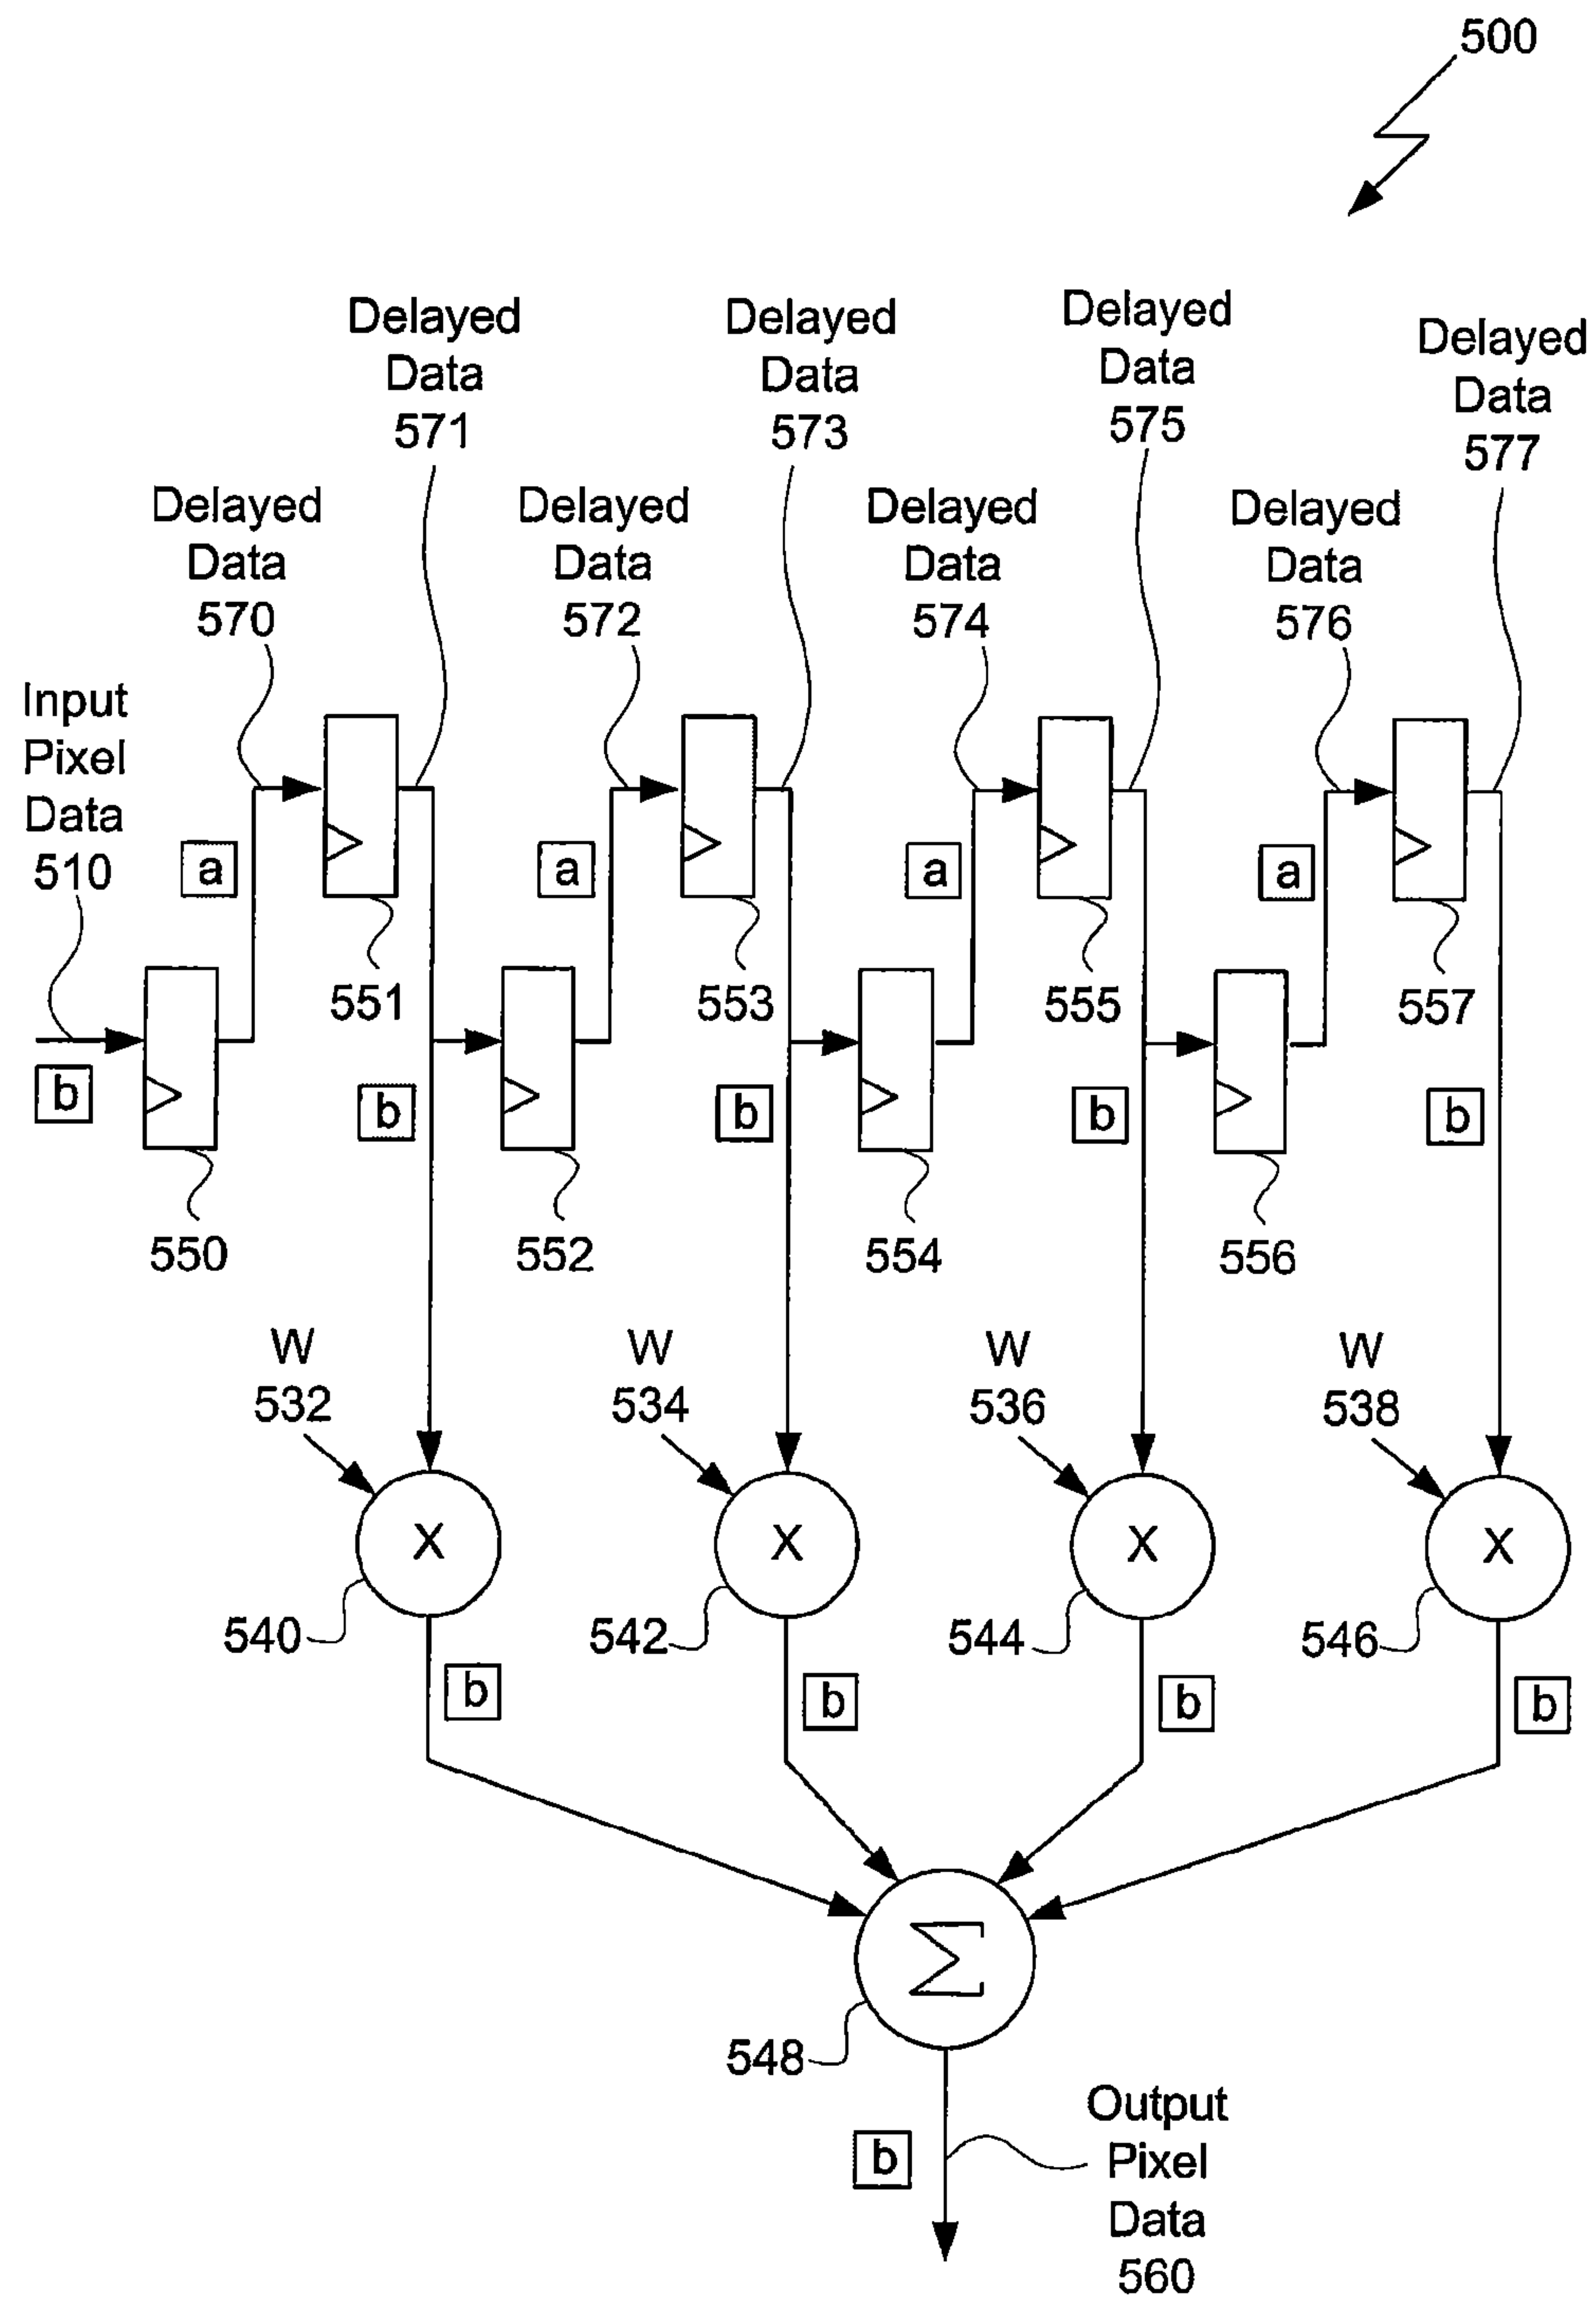 500
Delayed
Data
571
Delayed
Data
573
Delayed
Data
575
Delayed
Data
577
Delayed
Data
570
Delayed
Data
572
Delayed
Data
574
Delayed
Data
576
Input
Pixel
Data
510
a
a
a
a
551
553
555
557
b
b
b
b
b
550
552
554
556
W
532
W
534
W
536
W
538
X
X
X
X
540
542
544
546
b
b
b
b
Σ
548
b
Output
Pixel
Data
560